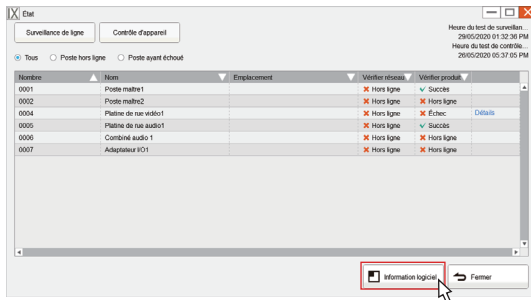 État
Surveillance de ligne
Contrôle d'appareil
Heure du test de surveillan...
29/05/2020 01:32:36 PM
Heure du test de contrôle...
26/05/2020 05:37:05 PM
Tous
Poste hors ligne
Poste ayant échoué
Nombre Nom Emplacement Vérifier réseau Vérifier produit
0001 Poste maître1 Hors ligne Succès
0002 Poste maître2 Hors ligne Hors ligne
0004 Platine de rue vidéo1 Hors ligne Échec Détails
0005 Platine de rue audio1 Hors ligne Succès
0006 Combiné audio 1 Hors ligne Hors ligne
0007 Adaptateur I/O1 Hors ligne Hors ligne
Information logiciel
Fermer